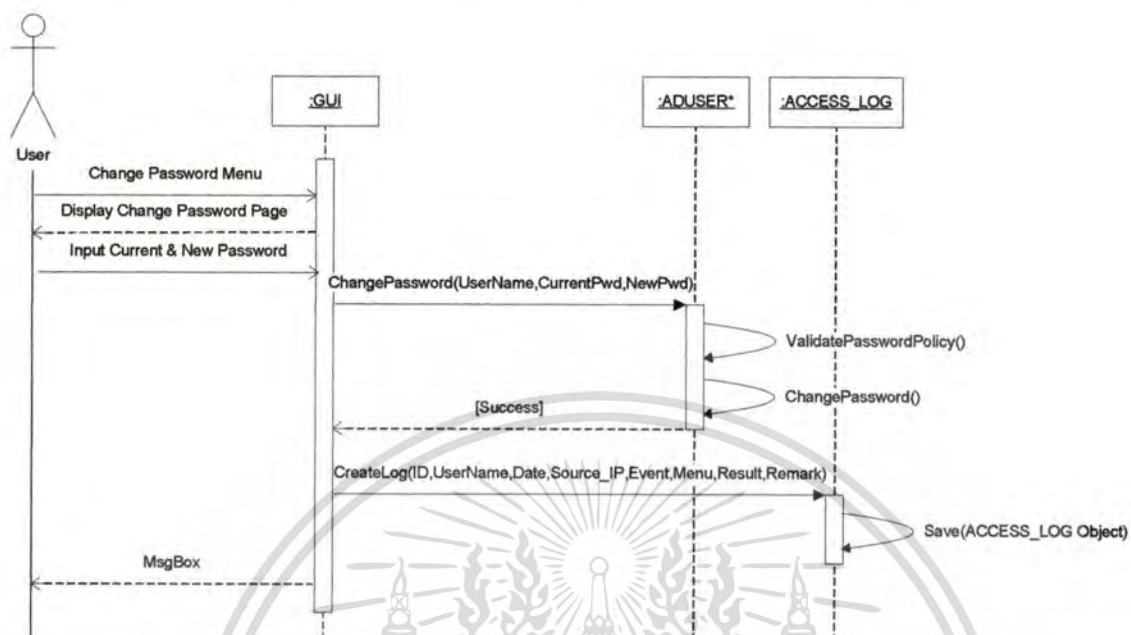 :GUI
:ADUSER*
:ACCESS_LOG
User
Change Password Menu
Display Change Password Page
Input Current & New Password
ChangePassword(UserName,CurrentPwd,NewPwd)
ValidatePasswordPolicy()
ChangePassword()
[Success]
CreateLog(ID,UserName,Date,Source_IP,Event,Menu,Result,Remark)
Save(ACCESS_LOG Object)
MsgBox